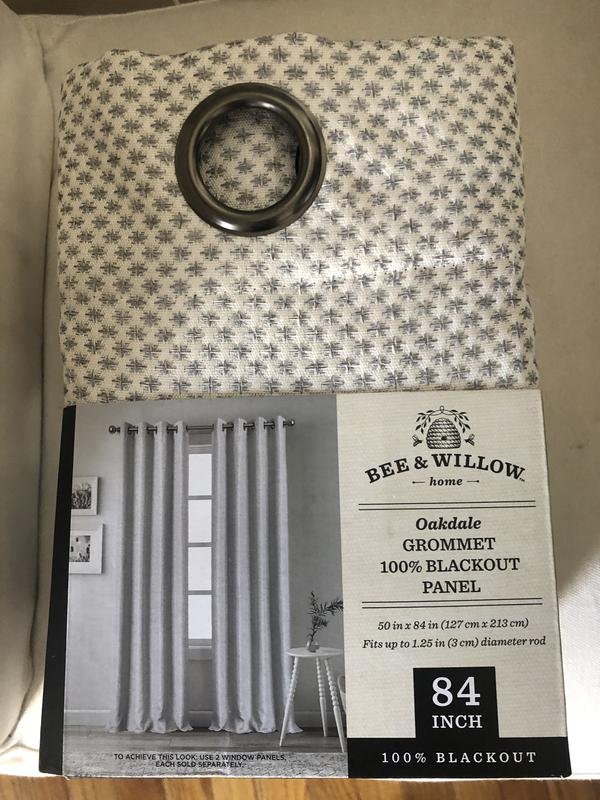 BEE & WILLOW™
home
Oakdale
GROMMET
100% BLACKOUT
PANEL
50 in x 84 in (127 cm x 213 cm)
Fits up to 1.25 in (3 cm) diameter rod
84
INCH
100% BLACKOUT
TO ACHIEVE THIS LOOK: USE 2 WINDOW PANELS,
EACH SOLD SEPARATELY.